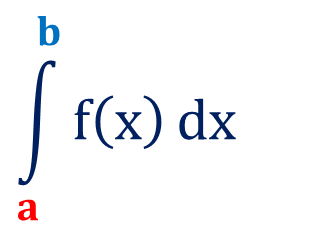 b
∫ f(x) dx
a